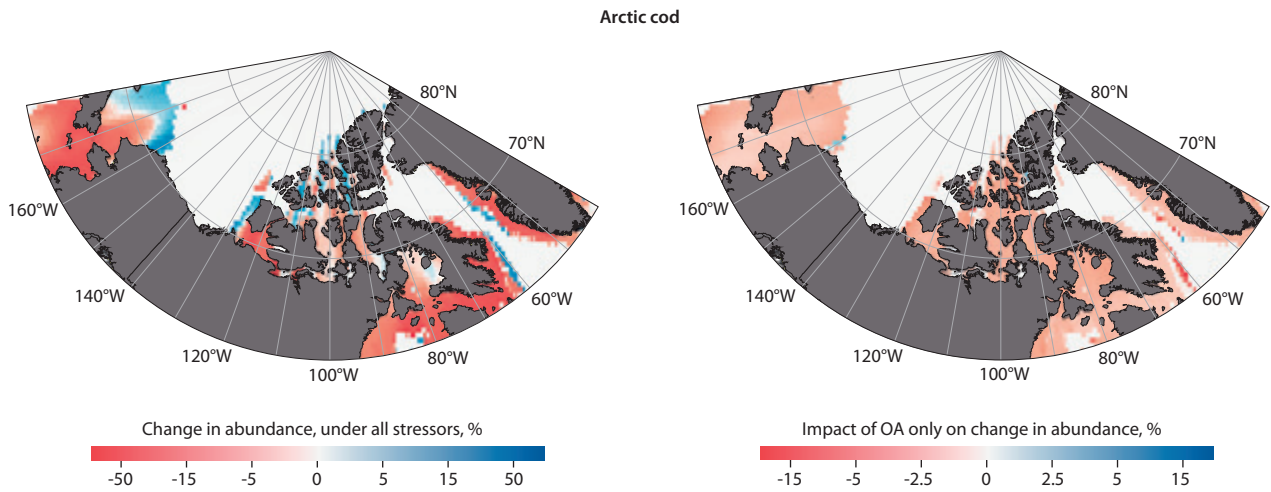 Arctic cod
80°N
70°N
160°W
140°W
120°W
100°W
80°W
60°W
80°N
70°N
160°W
140°W
120°W
100°W
80°W
60°W
Change in abundance, under all stressors, %
-50 -15 -5 0 5 15 50
Impact of OA only on change in abundance, %
-15 -5 -2.5 0 2.5 5 15